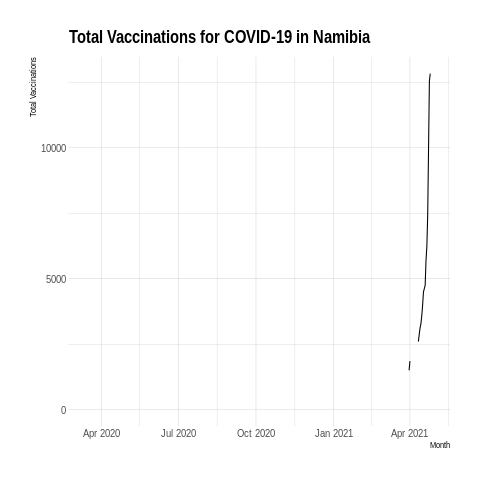 Total Vaccinations for COVID-19 in Namibia
Total Vaccinations
10000
5000
0
Apr 2020 Jul 2020 Oct 2020 Jan 2021 Apr 2021
Month